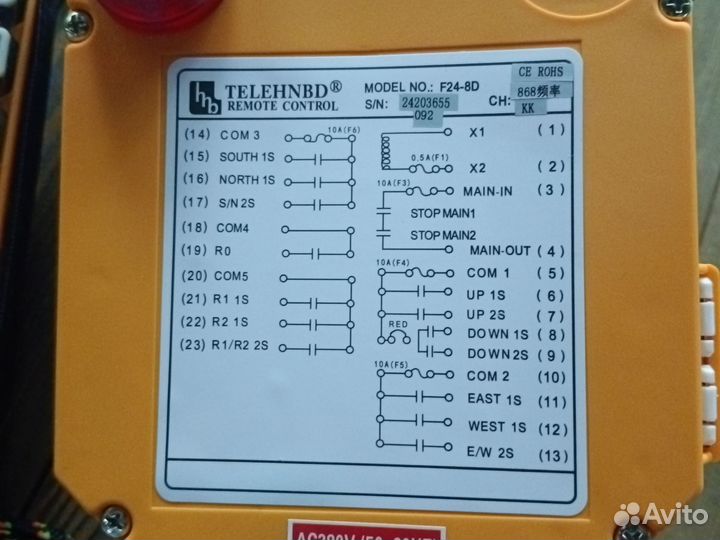 hnb TELEHNBD®
REMOTE CONTROL
MODEL NO.: F24-8D
S/N: 24203655
092
CH:
CE ROHS
868频率
KK
(14) COM 3 10A(F6)
(15) SOUTH 1S
(16) NORTH 1S
(17) S/N 2S
(18) COM4
(19) R0
(20) COM5
(21) R1 1S
(22) R2 1S
(23) R1/R2 2S
X1 (1)
0.5A(F1)
X2 (2)
10A(F3)
MAIN-IN (3)
STOP MAIN1
STOP MAIN2
MAIN-OUT (4)
10A(F4)
COM 1 (5)
UP 1S (6)
UP 2S (7)
RED
DOWN 1S (8)
DOWN 2S (9)
10A(F5)
COM 2 (10)
EAST 1S (11)
WEST 1S (12)
E/W 2S (13)
Avito